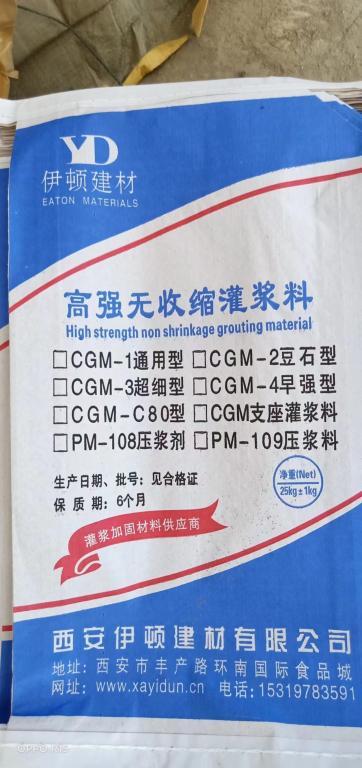 YD
伊顿建材
EATON MATERIALS
高强无收缩灌浆料
High strength non shrinkage grouting material
□CGM-1通用型 □CGM-2豆石型
□CGM-3超细型 □CGM-4早强型
□CGM-C80型 □CGM支座灌浆料
□PM-108压浆剂 □PM-109压浆料
生产日期、批号: 见合格证
保 质 期: 6个月
净重(Net)
25kg±1kg
灌浆加固材料供应商
西安伊顿建材有限公司
地址: 西安市丰产路环南国际食品城
网址: www.xayidun.cn 电话: 15319783591